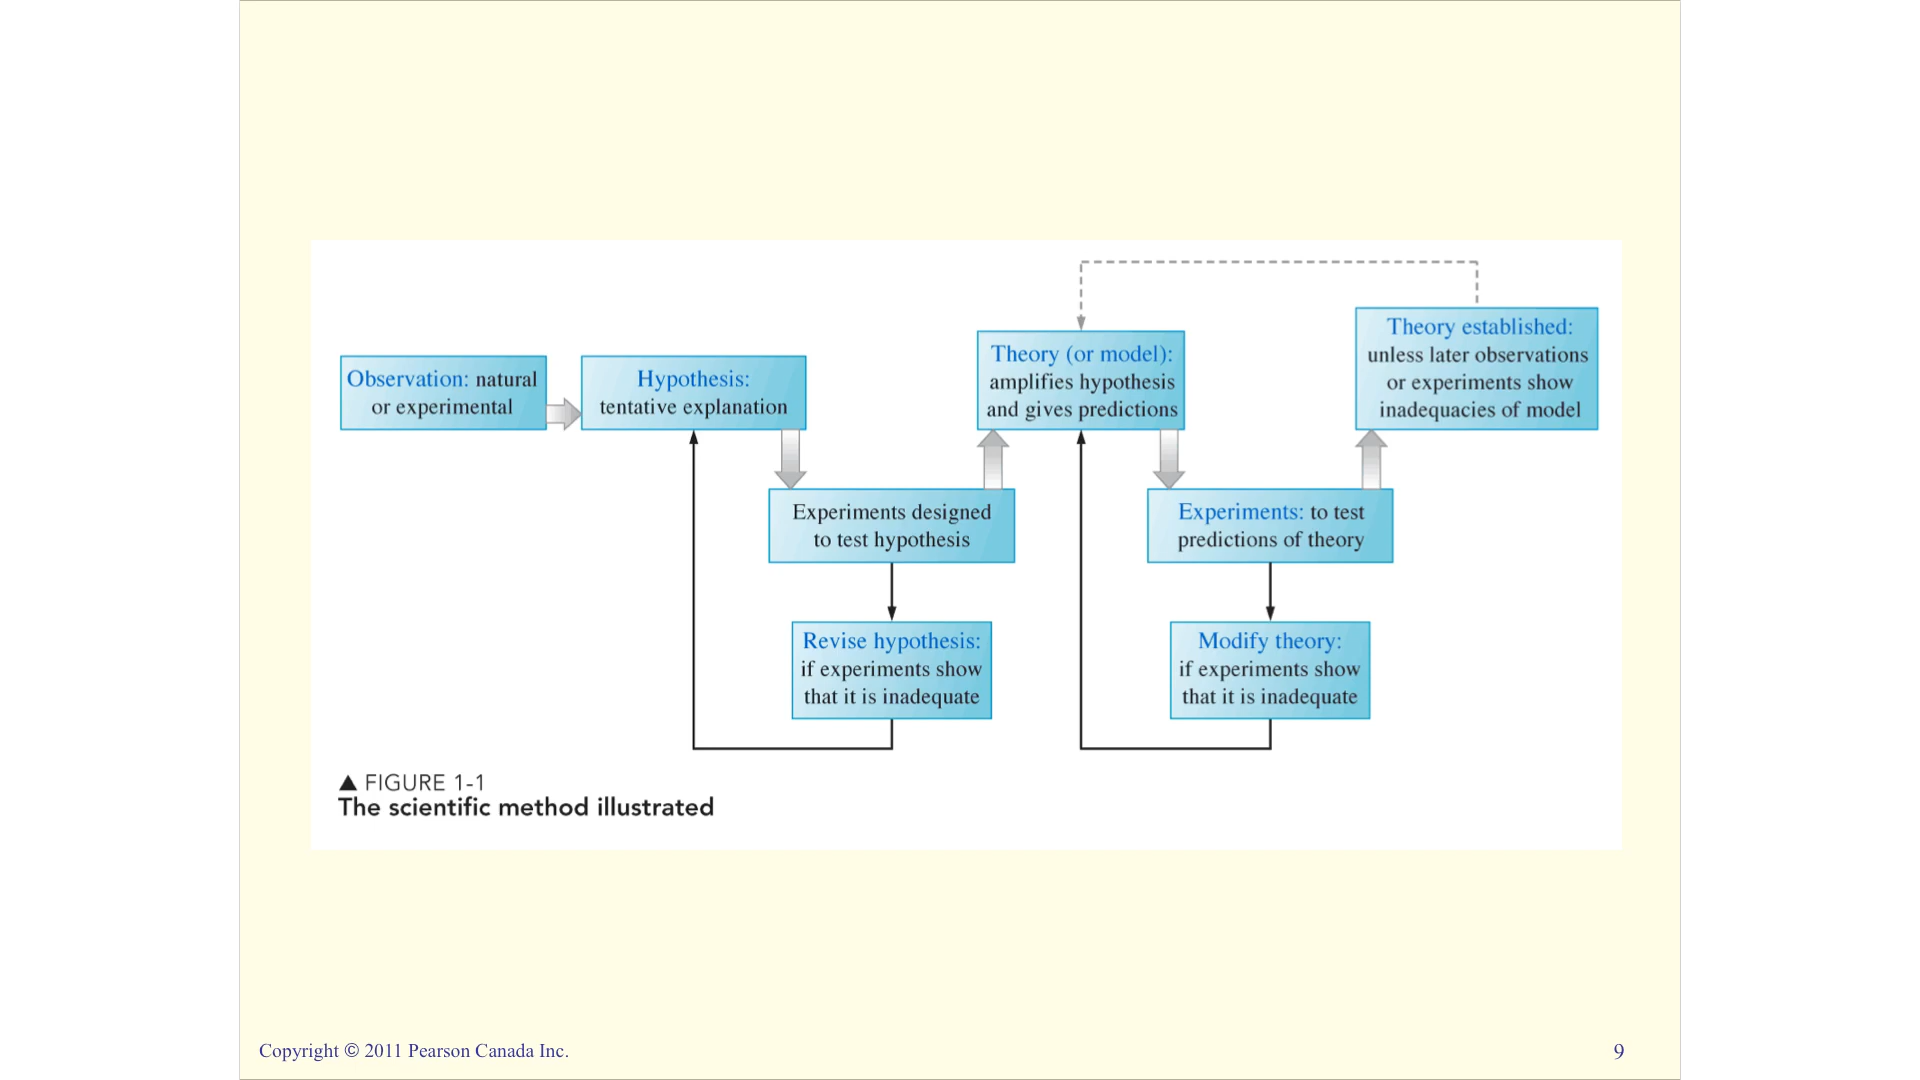 Observation: natural
or experimental
Hypothesis:
tentative explanation
Experiments designed
to test hypothesis
Revise hypothesis:
if experiments show
that it is inadequate
Theory (or model):
amplifies hypothesis
and gives predictions
Experiments: to test
predictions of theory
Modify theory:
if experiments show
that it is inadequate
Theory established:
unless later observations
or experiments show
inadequacies of model
▲ FIGURE 1-1
The scientific method illustrated
Copyright © 2011 Pearson Canada Inc.
9